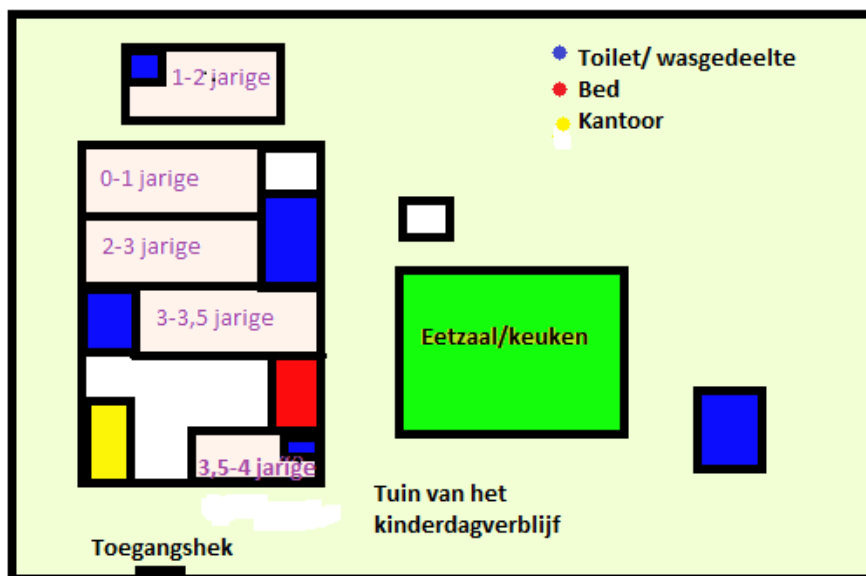 1-2 jarige
Toilet/ wasgedeelte
Bed
Kantoor
0-1 jarige
2-3 jarige
3-3,5 jarige
Eetzaal/keuken
3,5-4 jarige
Tuin van het
kinderdagverblijf
Toegangshek